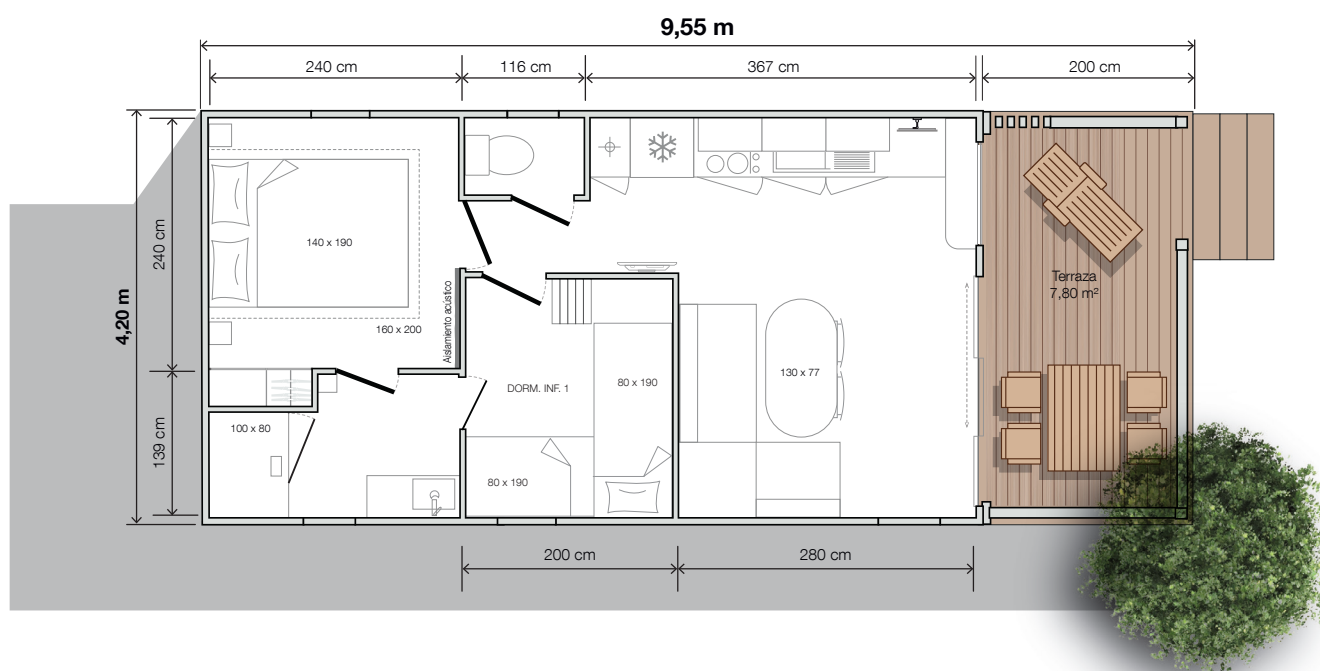 9,55 m
240 cm
116 cm
367 cm
200 cm
4,20 m
240 cm
139 cm
140 x 190
160 x 200
Aislamiento acústico
DORM. INF. 1
80 x 190
80 x 190
100 x 80
130 x 77
Terraza
7,80 m²
200 cm
280 cm